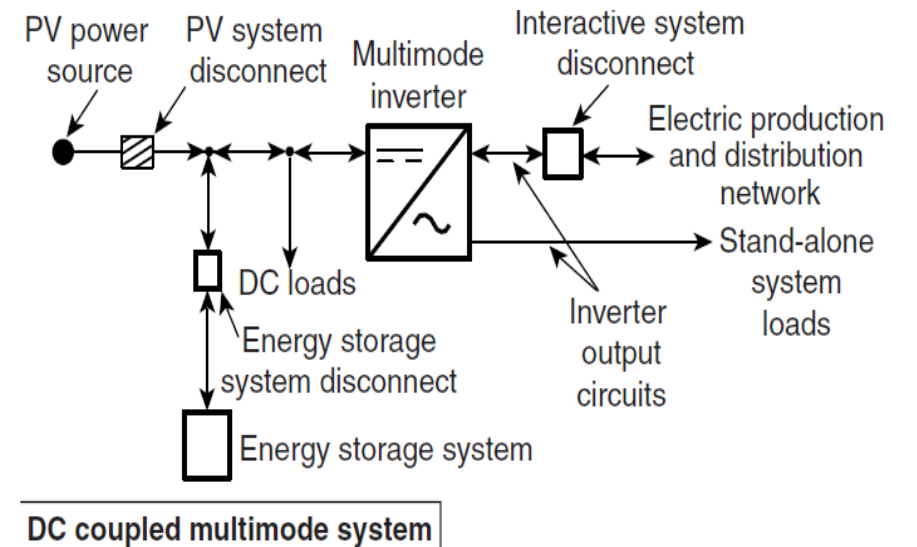 PV power
source
PV system
disconnect
Multimode
inverter
Interactive system
disconnect
Electric production
and distribution
network
Stand-alone
system
loads
DC loads
Inverter
output
circuits
Energy storage
system disconnect
Energy storage system
DC coupled multimode system